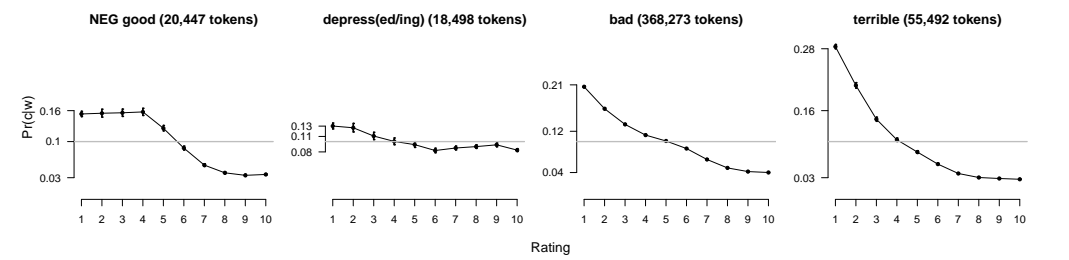 NEG good (20,447 tokens)
depress(ed/ing) (18,498 tokens)
bad (368,273 tokens)
terrible (55,492 tokens)
Pr(c|w)
0.16
0.1
0.03
1 2 3 4 5 6 7 8 9 10
0.13
0.11
0.08
1 2 3 4 5 6 7 8 9 10
0.21
0.12
0.04
1 2 3 4 5 6 7 8 9 10
0.28
0.16
0.03
1 2 3 4 5 6 7 8 9 10
Rating